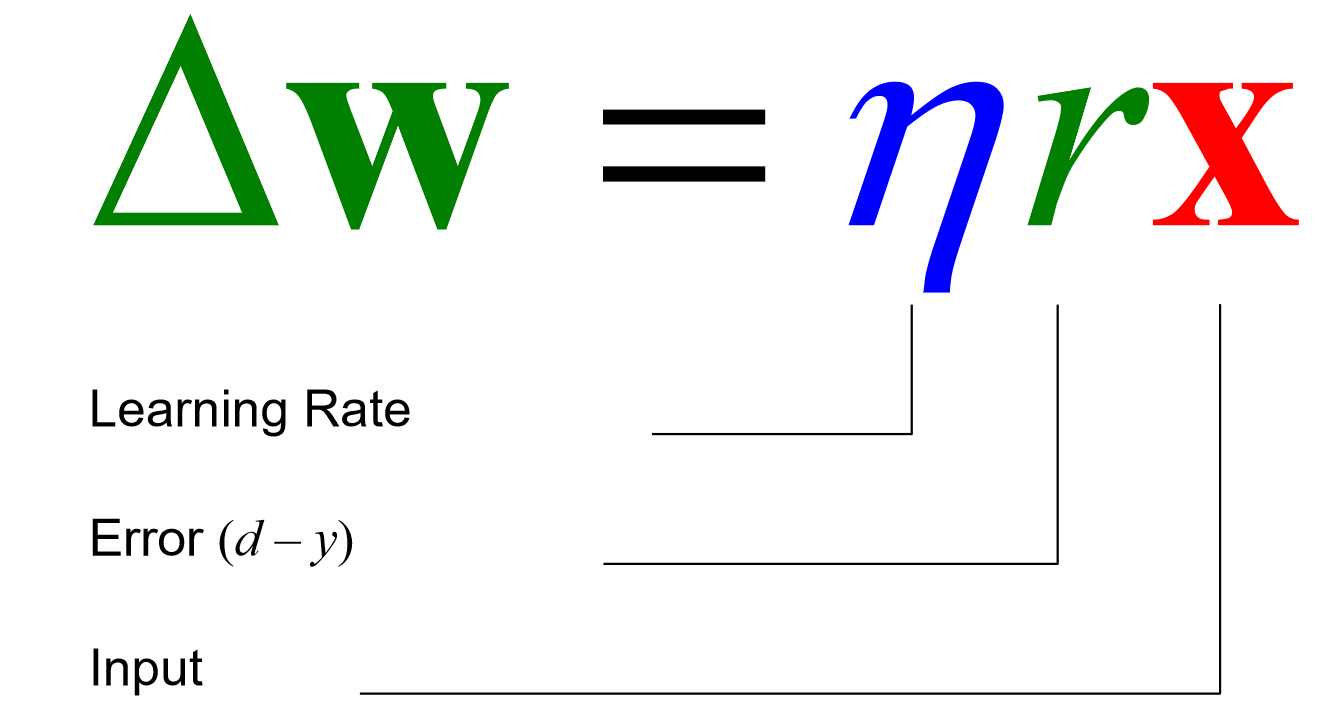 Δw = ηrx
Learning Rate
Error (d – y)
Input